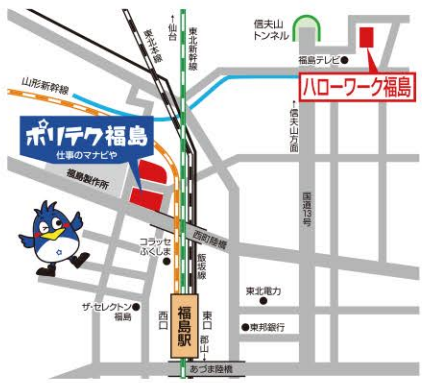 ←仙台
東北本線
東北新幹線
信夫山
トンネル
福島テレビ
ハローワーク福島
山形新幹線
ポリテク福島
仕事のマナビや
←信夫山方面
福島製作所
国道13号
西町陸橋
コラッセ
ふくしま
飯坂線
ザ・セレクトン
福島
西口
福島駅
東口
東北電力
東邦銀行
郡山→
あづま陸橋